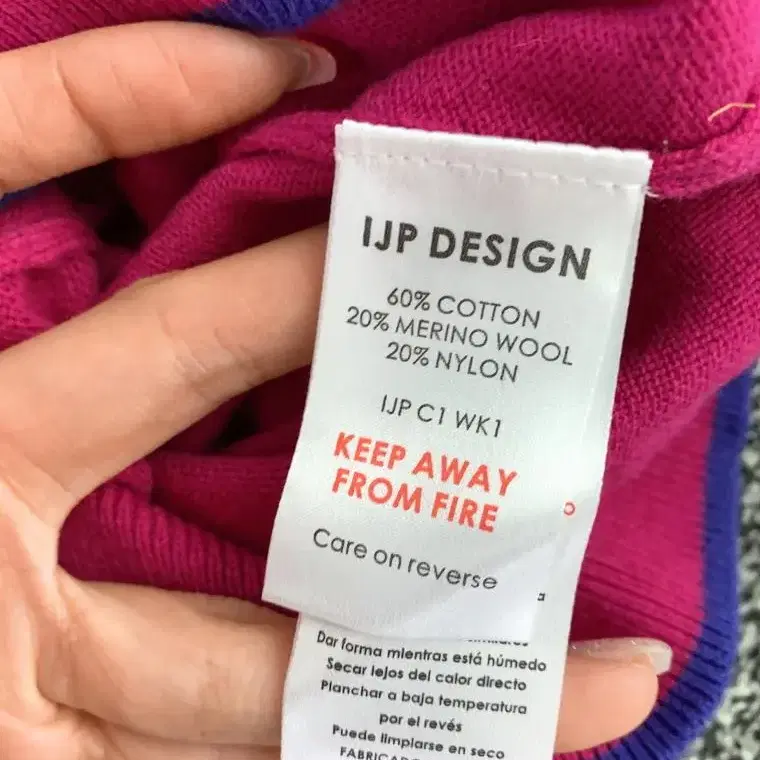 IJP DESIGN
60% COTTON
20% MERINO WOOL
20% NYLON
IJP C1 WK1
KEEP AWAY
FROM FIRE
Care on reverse
Dar forma mientras está húmedo
Secar lejos del calor directo
Planchar a baja temperatura
por el revés
Puede limpiarse en seco